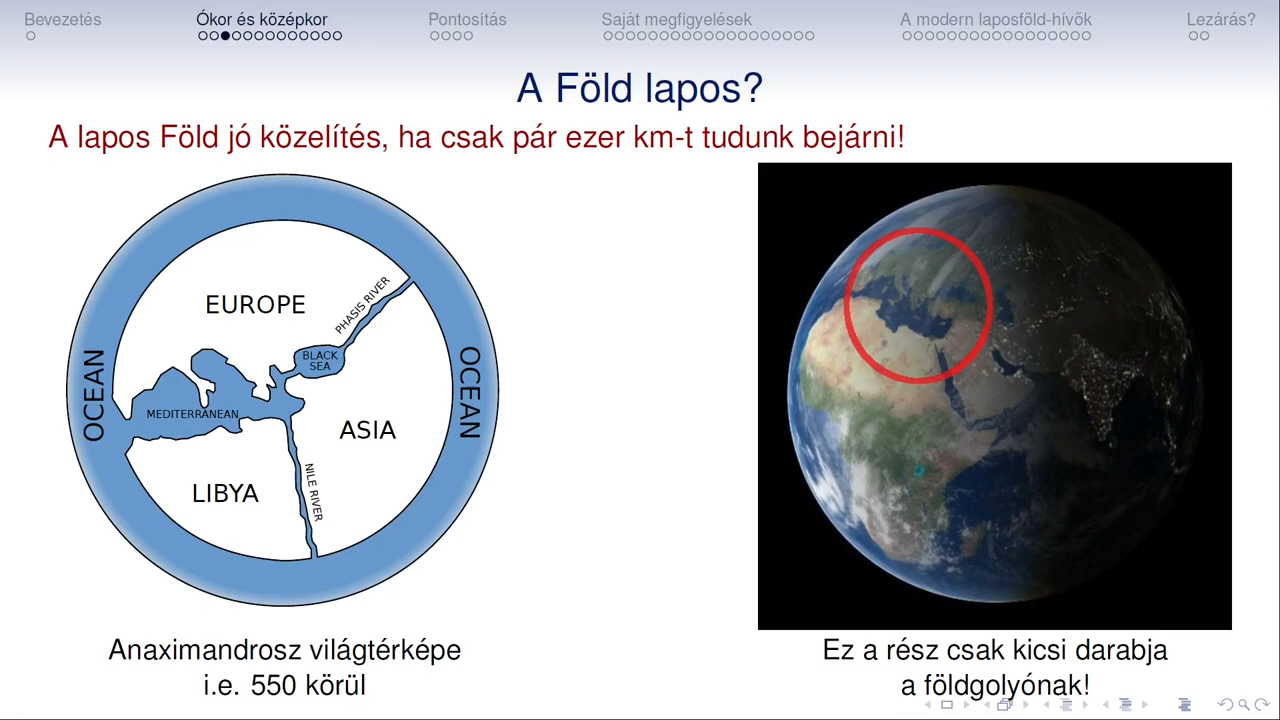 Bevezetés
Ókor és középkor
Pontosítás
Saját megfigyelések
A modern laposföld-hívők
Lezárás?
A Föld lapos?
A lapos Föld jó közelítés, ha csak pár ezer km-t tudunk bejárni!
EUROPE
PHASIS RIVER
BLACK
SEA
OCEAN
OCEAN
MEDITERRANEAN
ASIA
LIBYA
NILE RIVER
Anaximandrosz világtérképe
i.e. 550 körül
Ez a rész csak kicsi darabja
a földgolyónak!